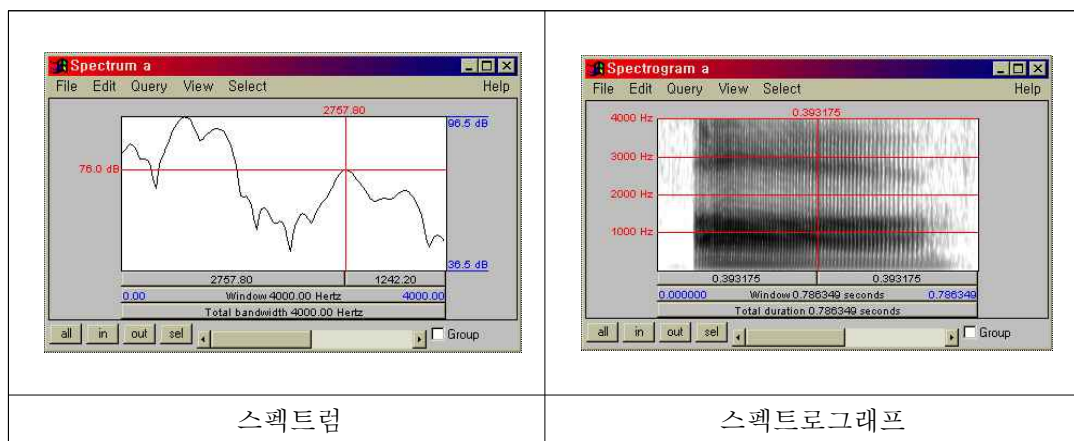 Spectrum a
File Edit Query View Select Help
2757.80
96.5 dB
76.0 dB
36.5 dB
2757.80 1242.20
0.00 Window 4000.00 Hertz 4000.00
Total bandwidth 4000.00 Hertz
all in out sel Group
스펙트럼
Spectrogram a
File Edit Query View Select Help
0.393175
4000 Hz
3000 Hz
2000 Hz
1000 Hz
0.393175 0.393175
0.000000 Window 0.786349 seconds 0.786349
Total duration 0.786349 seconds
all in out sel Group
스펙트로그래프